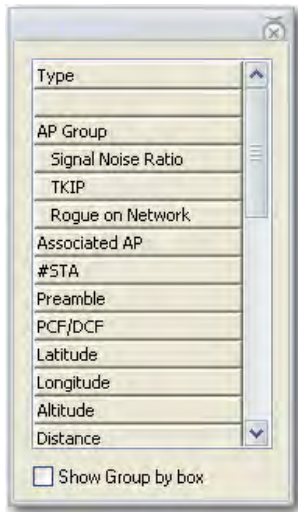 Type
AP Group
Signal Noise Ratio
TKIP
Rogue on Network
Associated AP
#STA
Preamble
PCF/DCF
Latitude
Longitude
Altitude
Distance
Show Group by box